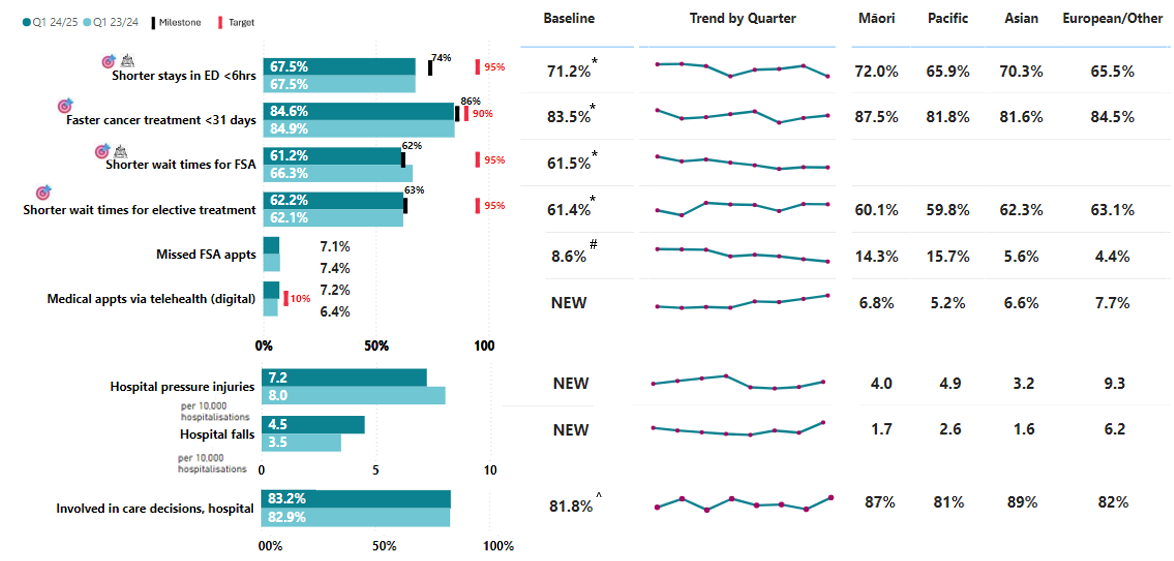 Q1 24/25 Q1 23/24 Milestone Target
Baseline Trend by Quarter Māori Pacific Asian European/Other
Shorter stays in ED <6hrs 67.5% 74% 95% 71.2%* 72.0% 65.9% 70.3% 65.5%
67.5%
Faster cancer treatment <31 days 84.6% 86% 90% 83.5%* 87.5% 81.8% 81.6% 84.5%
84.9%
Shorter wait times for FSA 61.2% 62% 95% 61.5%*
66.3%
Shorter wait times for elective treatment 62.2% 63% 95% 61.4%* 60.1% 59.8% 62.3% 63.1%
62.1%
Missed FSA appts 7.1% 8.6%# 14.3% 15.7% 5.6% 4.4%
7.4%
Medical appts via telehealth (digital) 10% 7.2% NEW 6.8% 5.2% 6.6% 7.7%
6.4%
0% 50% 100
Hospital pressure injuries 7.2 NEW 4.0 4.9 3.2 9.3
8.0
per 10,000
hospitalisations
Hospital falls 4.5 NEW 1.7 2.6 1.6 6.2
3.5
per 10,000
hospitalisations
0 5 10
Involved in care decisions, hospital 83.2% 81.8%^ 87% 81% 89% 82%
82.9%
00% 50% 100%